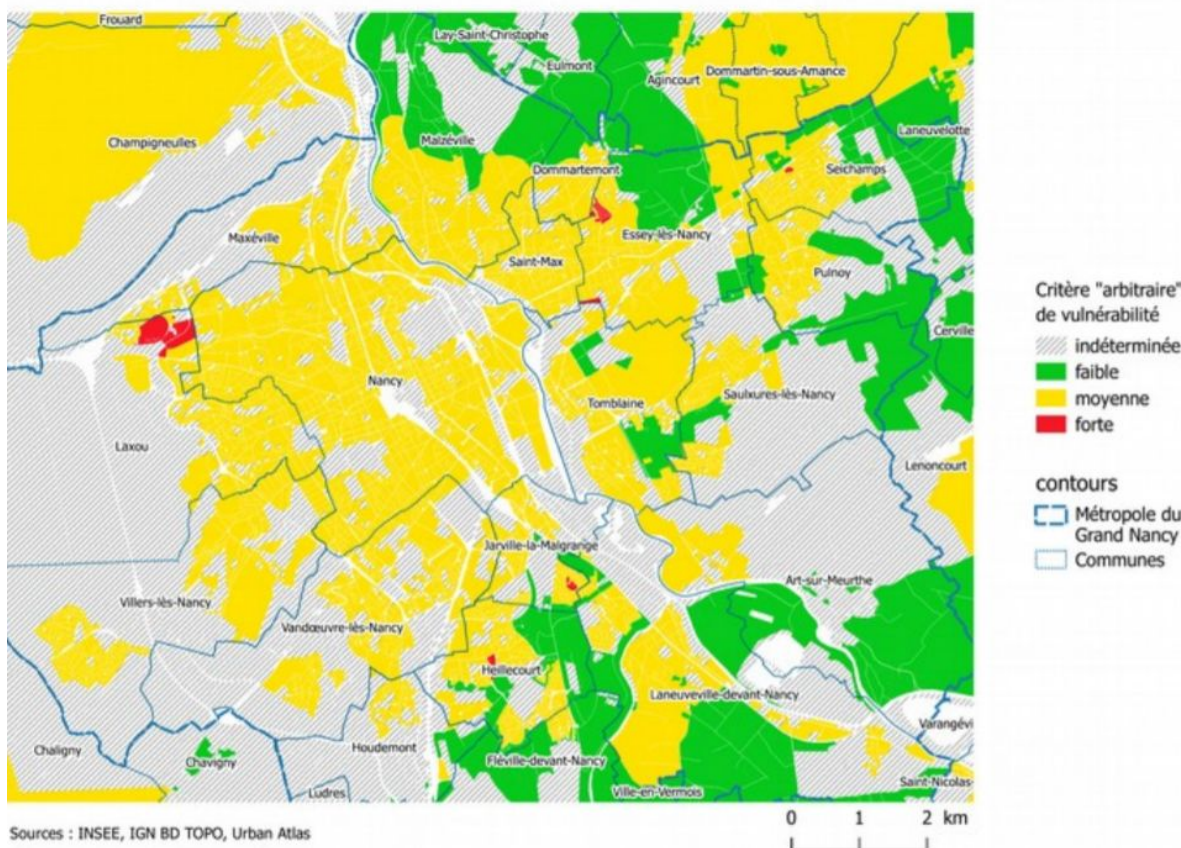 Frouard
Lay-Saint-Christophe
Eulmont
Agincourt
Dommartin-sous-Amance
Champigneulles
Malzéville
Laneuvelotte
Dommartemont
Seichamps
Maxéville
Essey-lès-Nancy
Saint-Max
Pulnoy
Cerville
Nancy
Tomblaine
Saulxures-lès-Nancy
Laxou
Lenoncourt
Jarville-la-Malgrange
Art-sur-Meurthe
Villers-lès-Nancy
Vandœuvre-lès-Nancy
Heillecourt
Laneuveville-devant-Nancy
Varangévi
Chaligny
Chavigny
Houdemont
Fléville-devant-Nancy
Saint-Nicolas-
Ludres
Ville-en-Vermois
Critère "arbitraire"
de vulnérabilité
indéterminée
faible
moyenne
forte
contours
Métropole du
Grand Nancy
Communes
0 1 2 km
Sources : INSEE, IGN BD TOPO, Urban Atlas